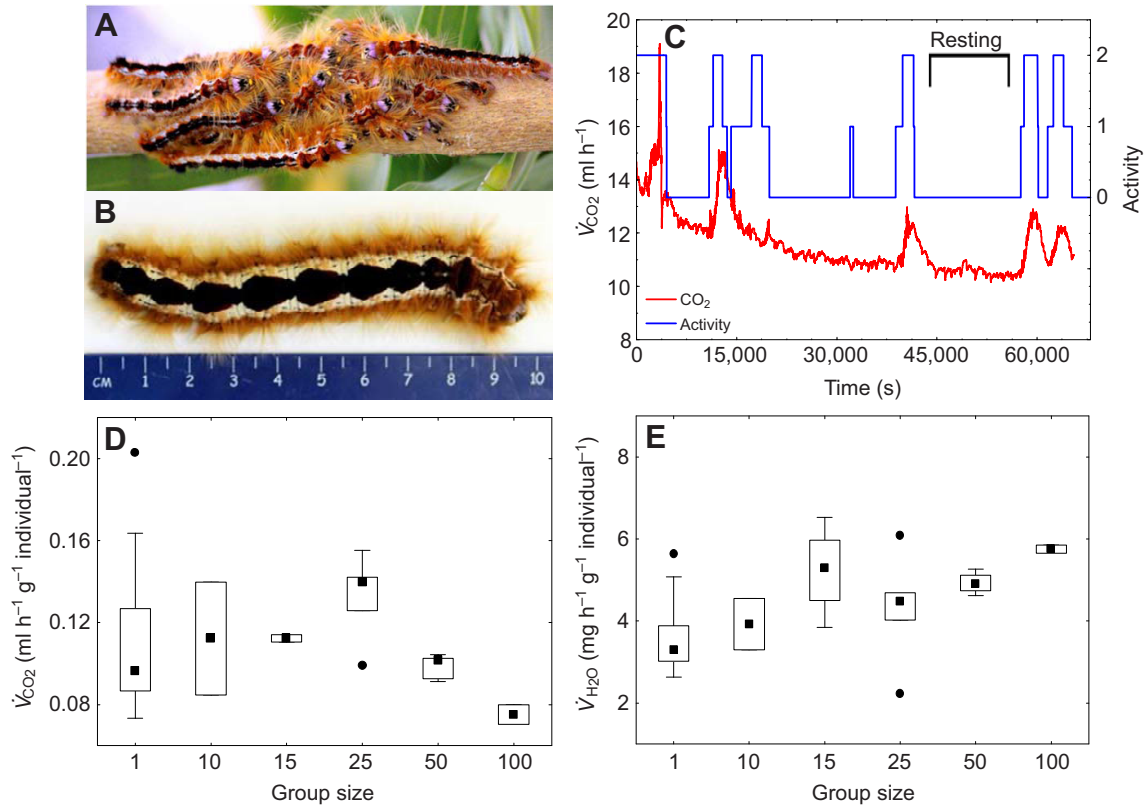 A
B
CM 1 2 3 4 5 6 7 8 9 10
C
Resting
20
18
16
14
12
10
8
V̇CO₂ (ml h⁻¹)
2
1
0
Activity
CO₂
Activity
0 15,000 30,000 45,000 60,000
Time (s)
D
0.20
0.16
0.12
0.08
V̇CO₂ (ml h⁻¹ g⁻¹ individual⁻¹)
1 10 15 25 50 100
Group size
E
8
6
4
2
V̇H₂O (mg h⁻¹ g⁻¹ individual⁻¹)
1 10 15 25 50 100
Group size